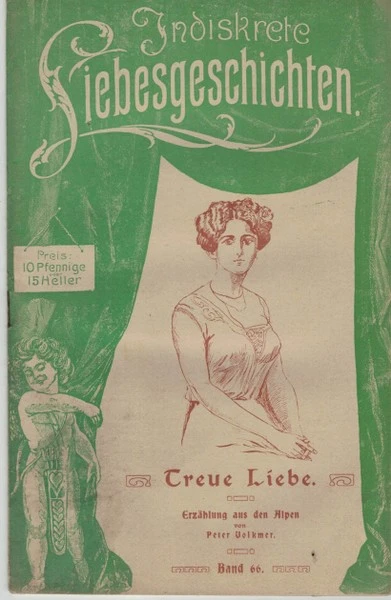 Indiskrete
Liebesgeschichten.
Preis:
10 Pfennige
15 Heller
Treue Liebe.
Erzählung aus den Alpen
von
Peter Volkmer.
Band 66.